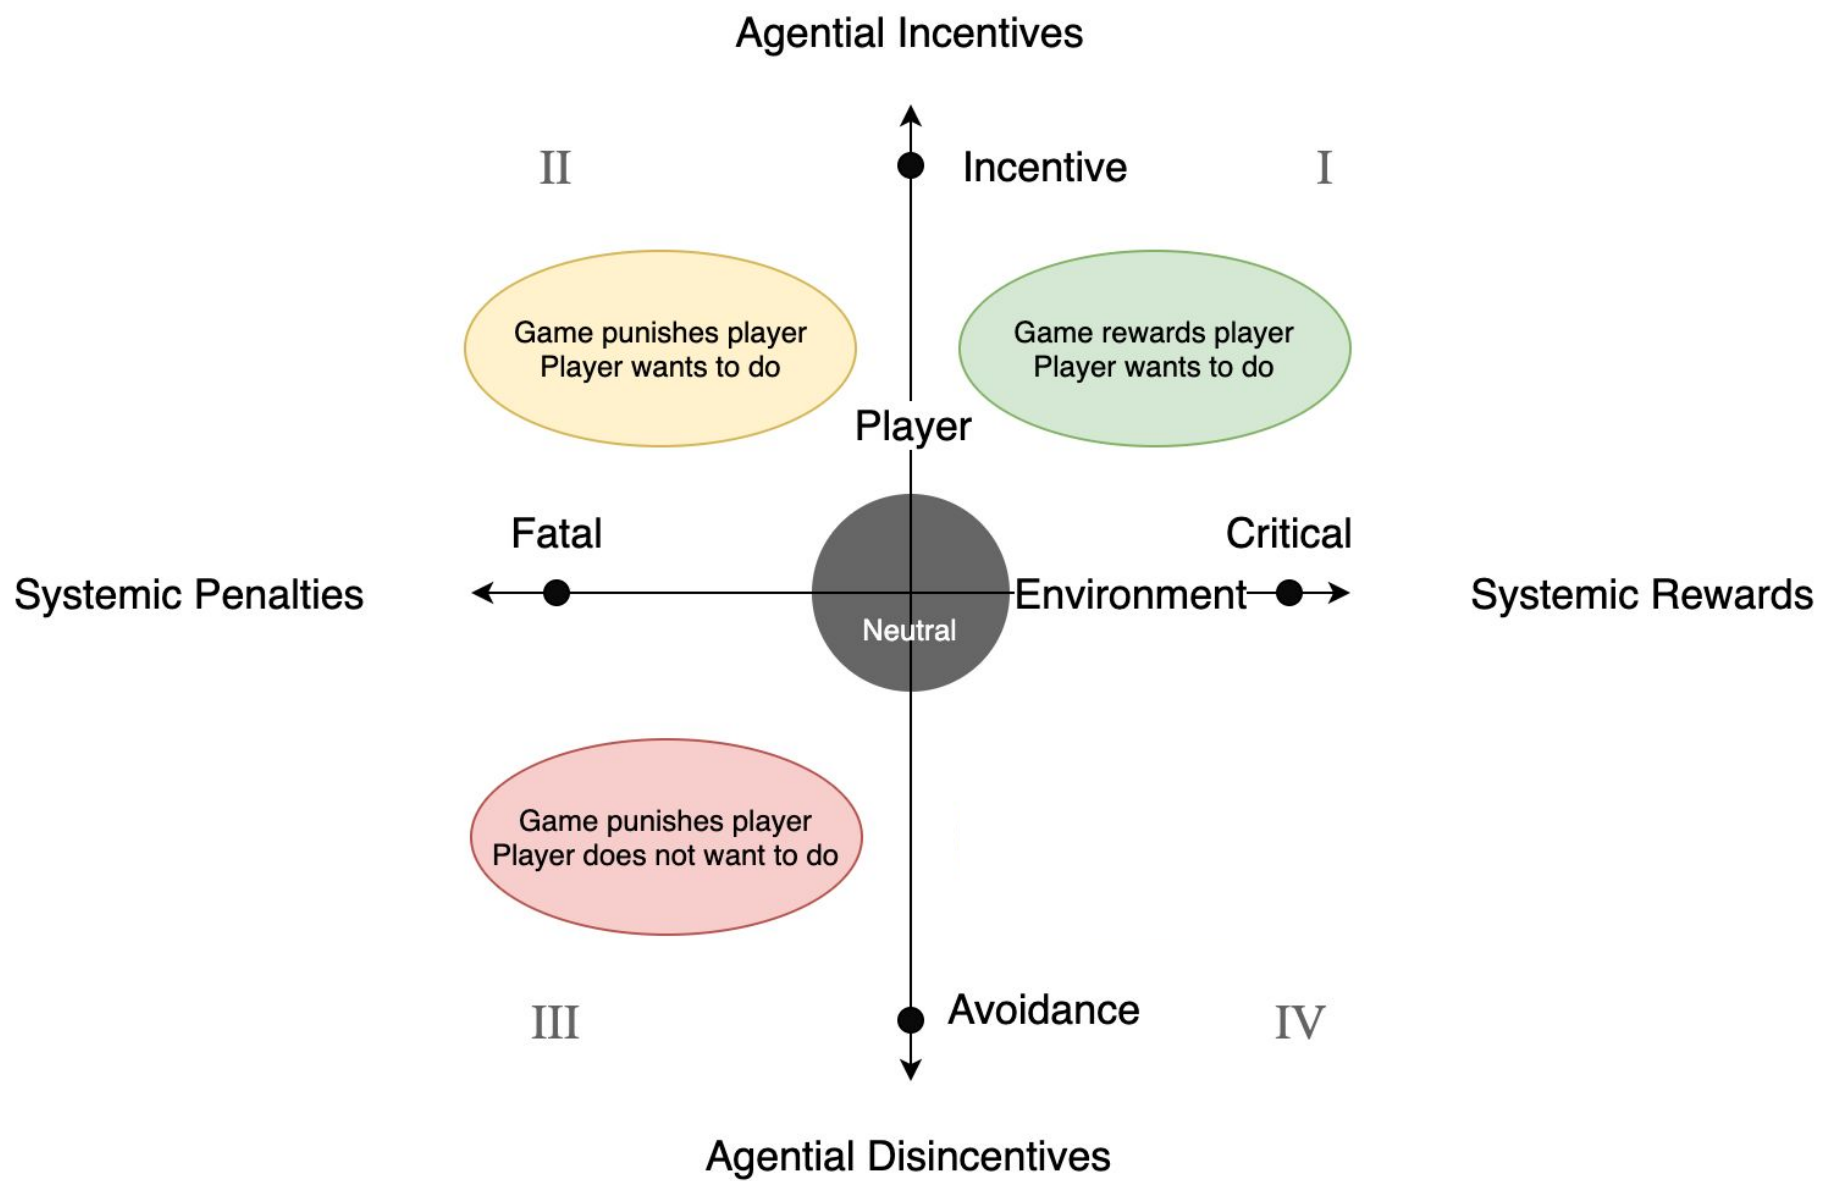 Agential Incentives
II
Incentive
I
Game punishes player
Player wants to do
Game rewards player
Player wants to do
Player
Fatal
Critical
Systemic Penalties
Environment
Systemic Rewards
Neutral
Game punishes player
Player does not want to do
III
Avoidance
IV
Agential Disincentives